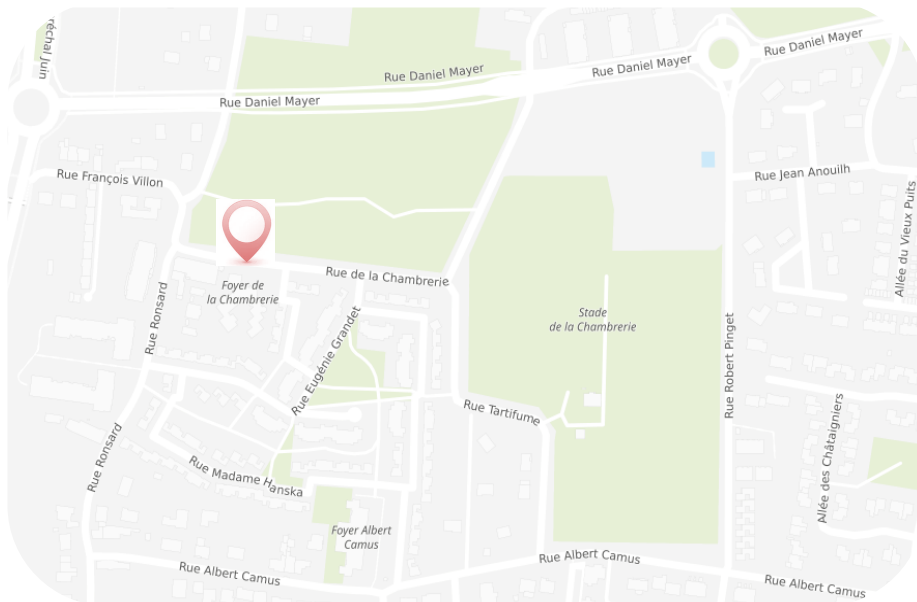 réchal Juin
Rue Daniel Mayer
Rue Daniel Mayer
Rue Daniel Mayer
Rue Daniel Mayer
Rue François Villon
Rue Jean Anouilh
Allée du Vieux Puits
Rue de la Chambrerie
Foyer de
la Chambrerie
Rue Ronsard
Rue Eugénie Grandet
Stade
de la Chambrerie
Rue Robert Pinget
Rue Tartifume
Allée des Châtaigniers
Rue Ronsard
Rue Madame Hanska
Foyer Albert
Camus
Rue Albert Camus
Rue Albert Camus
Rue Albert Camus